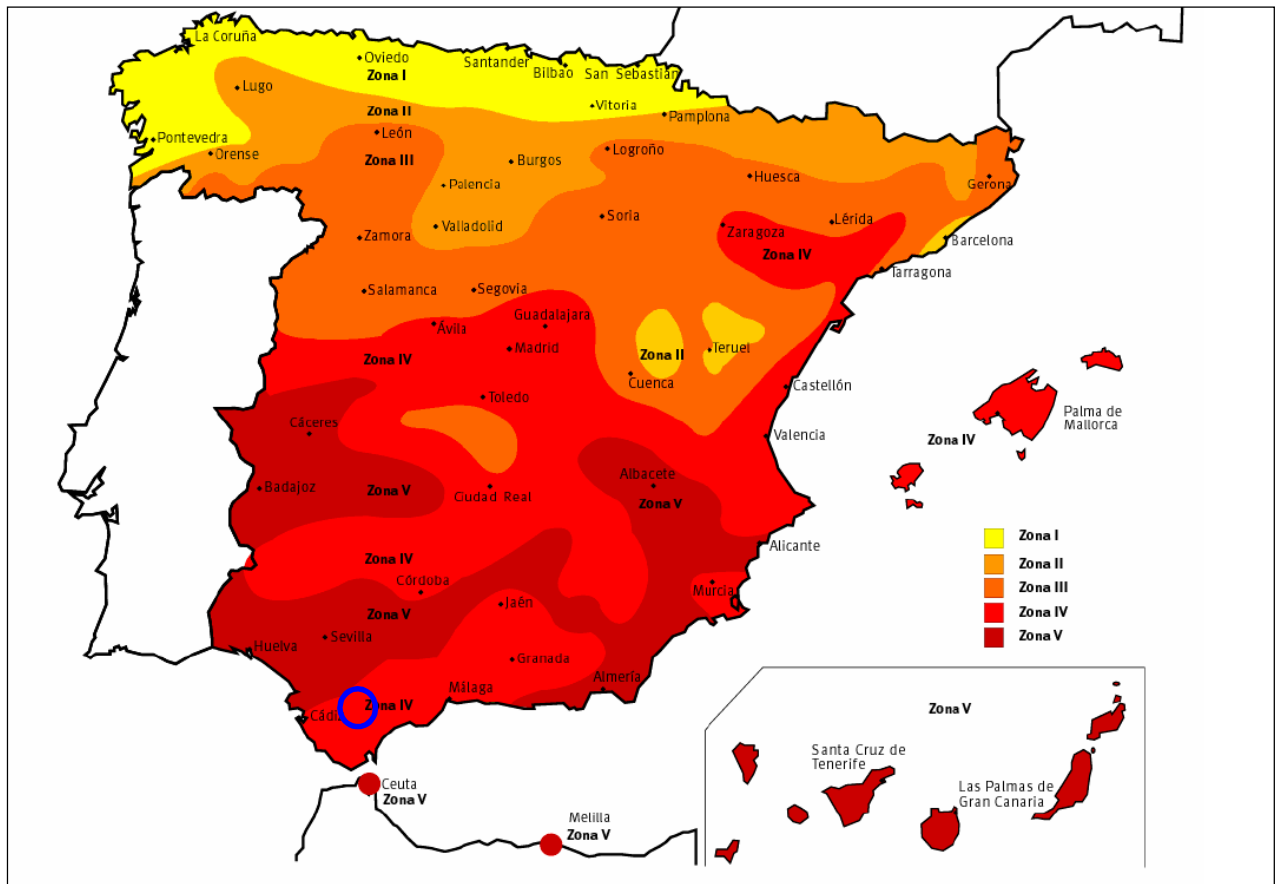 La Coruña
Oviedo
Santander
Bilbao
San Sebastián
Zona I
Lugo
Vitoria
Zona II
Pamplona
León
Pontevedra
Orense
Zona III
Burgos
Logroño
Huesca
Gerona
Palencia
Soria
Lérida
Valladolid
Zaragoza
Zamora
Barcelona
Zona IV
Tarragona
Salamanca
Segovia
Guadalajara
Ávila
Madrid
Teruel
Zona II
Zona IV
Cuenca
Castellón
Toledo
Palma de
Mallorca
Cáceres
Valencia
Zona IV
Albacete
Badajoz
Zona V
Ciudad Real
Zona V
Zona I
Alicante
Zona II
Zona IV
Córdoba
Murcia
Zona III
Jaén
Zona IV
Zona V
Sevilla
Zona V
Huelva
Granada
Almería
Málaga
Cádiz
Zona IV
Zona V
Santa Cruz de
Tenerife
Ceuta
Zona V
Las Palmas de
Gran Canaria
Melilla
Zona V